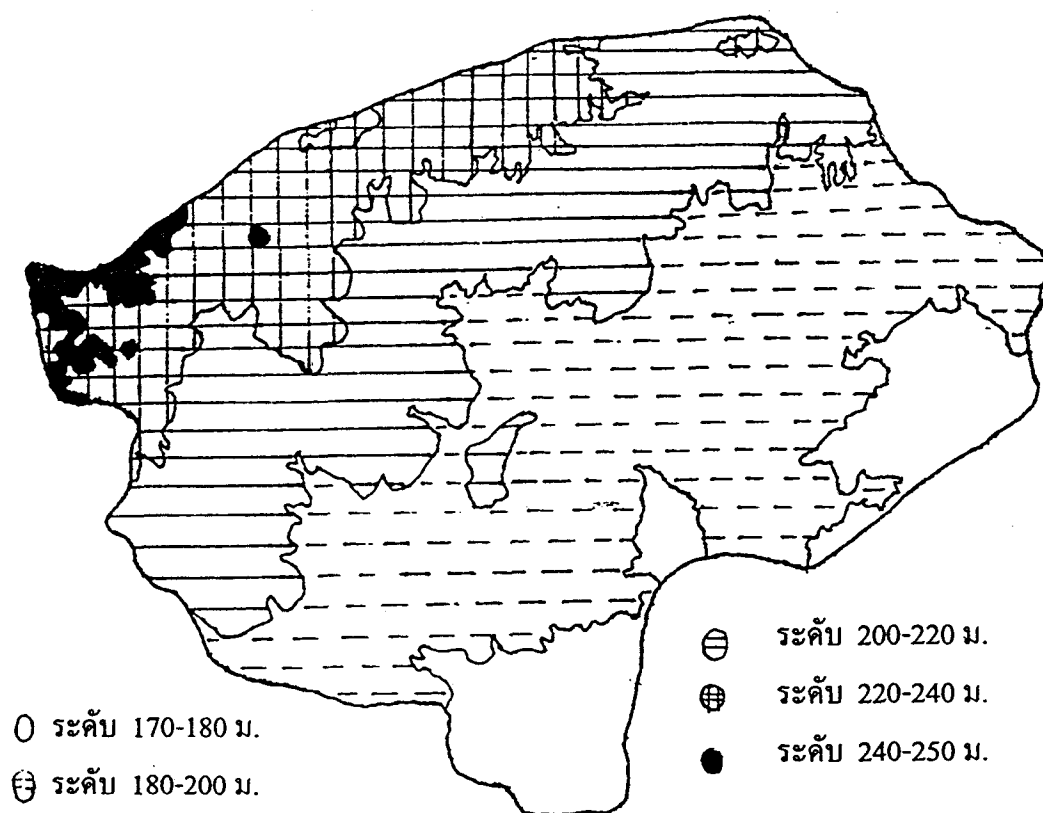 ระดับ 200-220 ม.
ระดับ 220-240 ม.
ระดับ 240-250 ม.
ระดับ 170-180 ม.
ระดับ 180-200 ม.